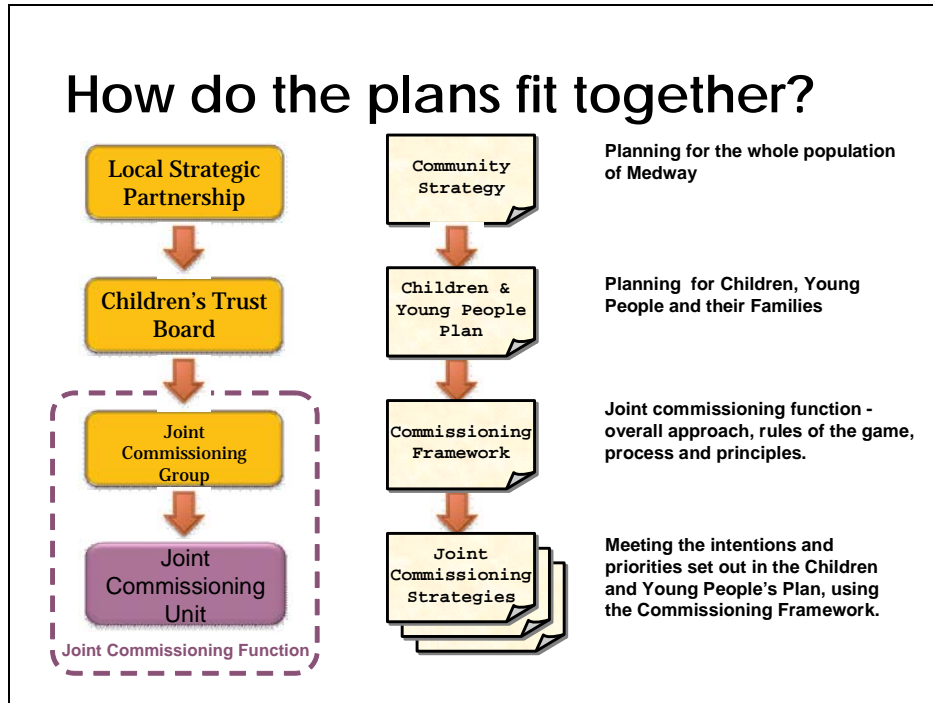 How do the plans fit together?
Local Strategic
Partnership
Community
Strategy
Planning for the whole population
of Medway
Children's Trust
Board
Children &
Young People
Plan
Planning for Children, Young
People and their Families
Joint
Commissioning
Group
Commissioning
Framework
Joint commissioning function -
overall approach, rules of the game,
process and principles.
Joint
Commissioning
Unit
Joint
Commissioning
Strategies
Meeting the intentions and
priorities set out in the Children
and Young People's Plan, using
the Commissioning Framework.
Joint Commissioning Function